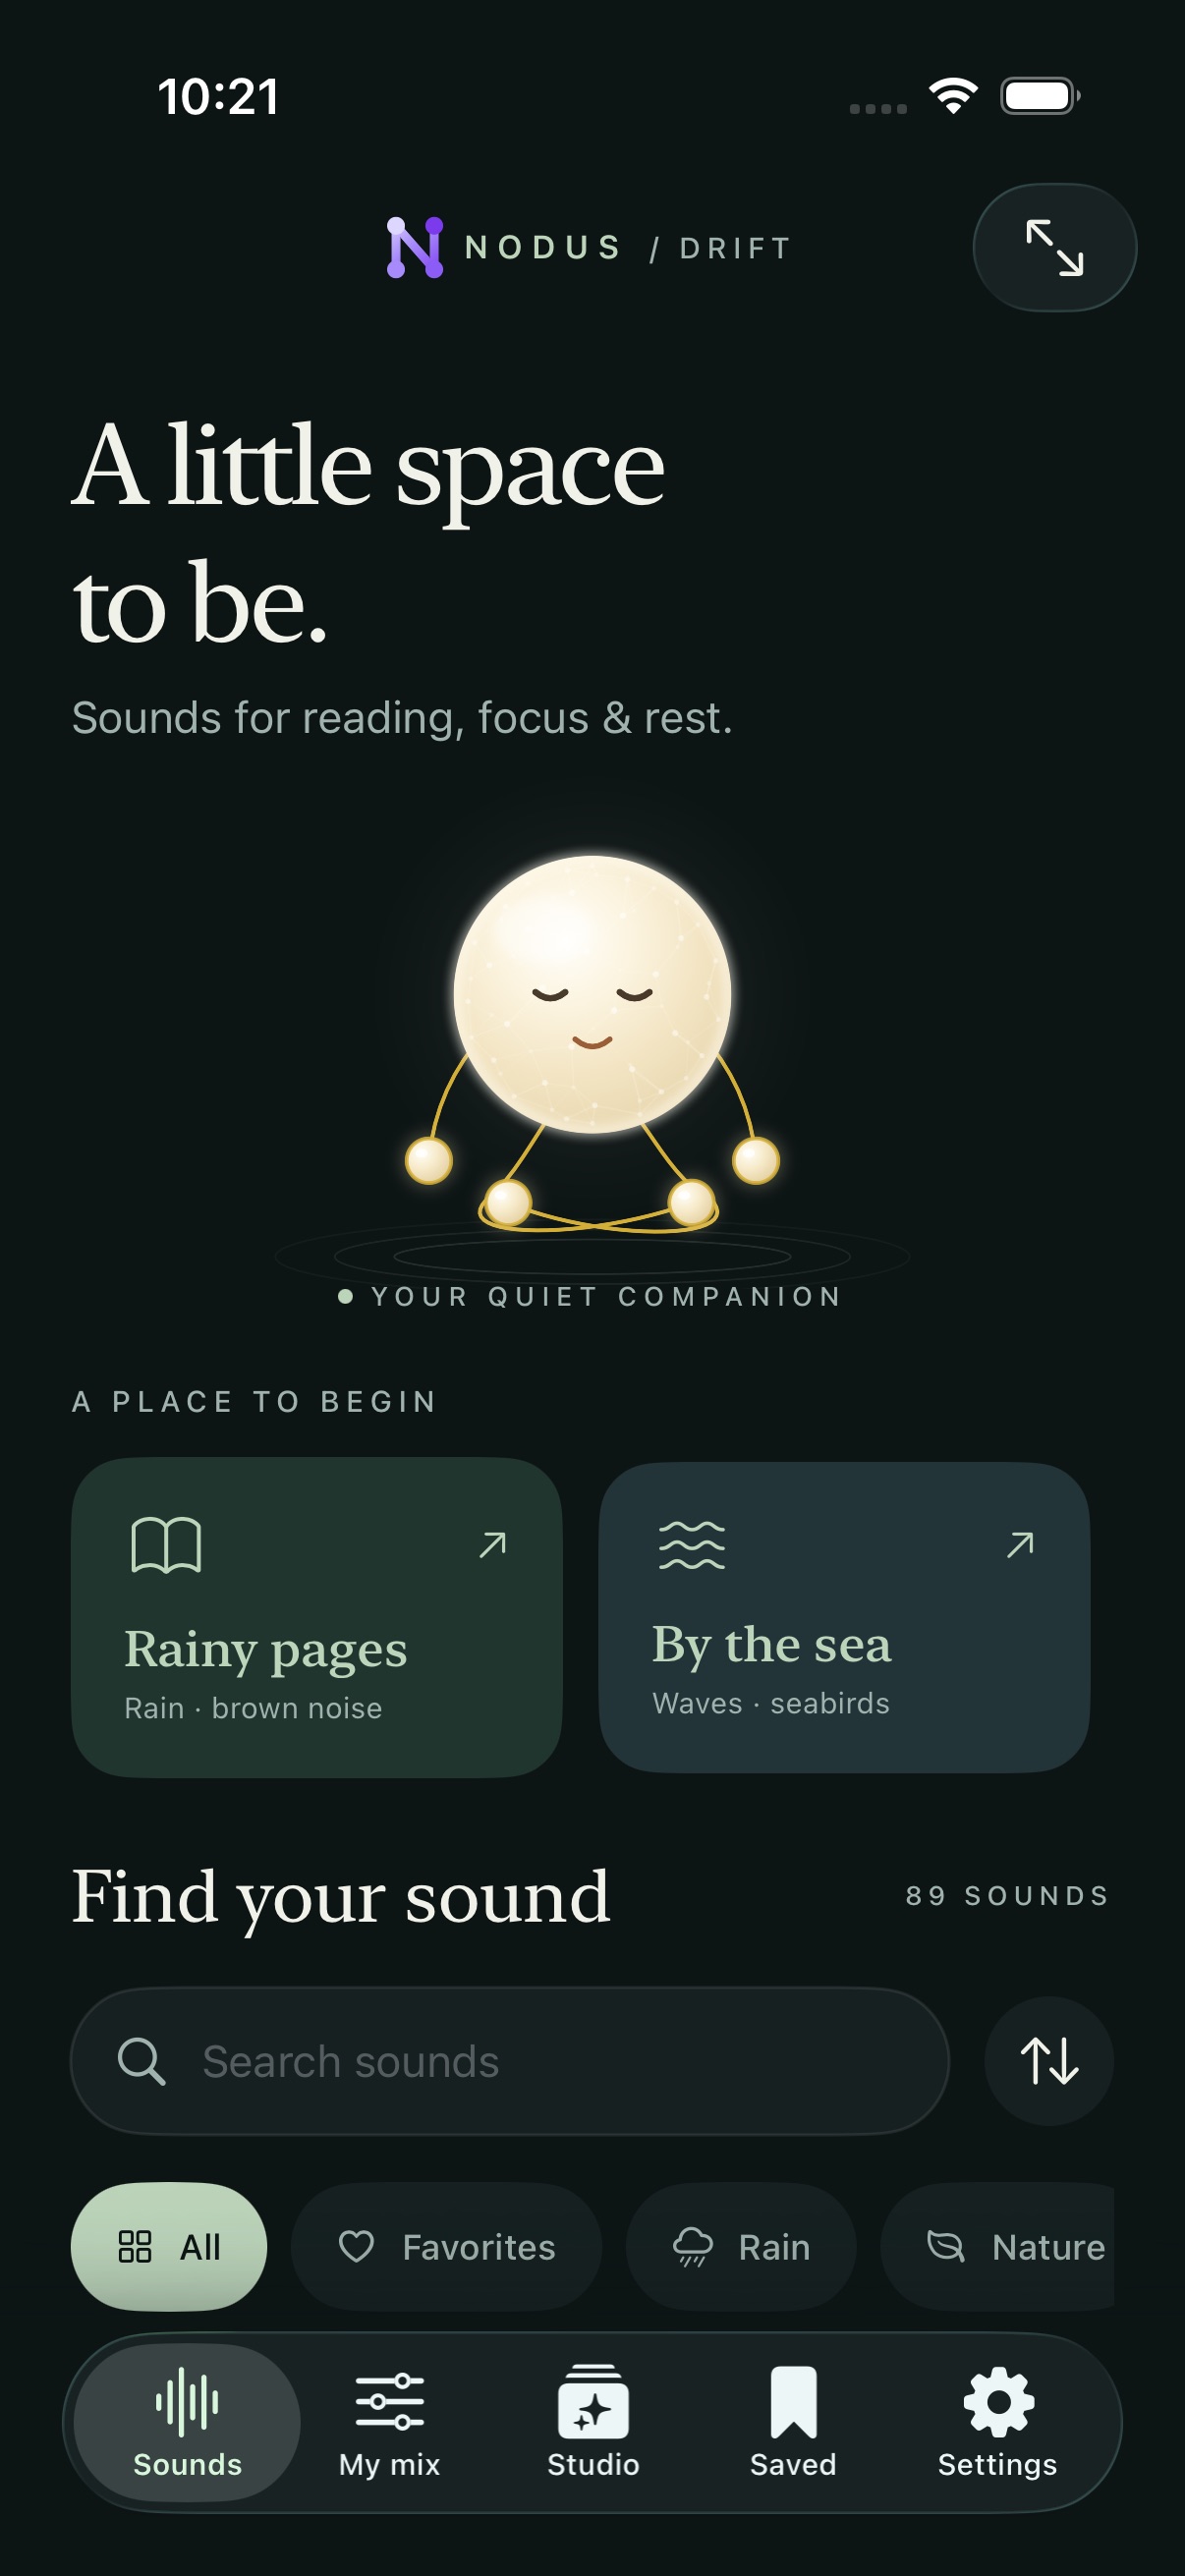 10:21
NODUS / DRIFT
A little space
to be.
Sounds for reading, focus & rest.
YOUR QUIET COMPANION
A PLACE TO BEGIN
Rainy pages
Rain · brown noise
By the sea
Waves · seabirds
Find your sound
89 SOUNDS
Search sounds
All
Favorites
Rain
Nature
Sounds
My mix
Studio
Saved
Settings